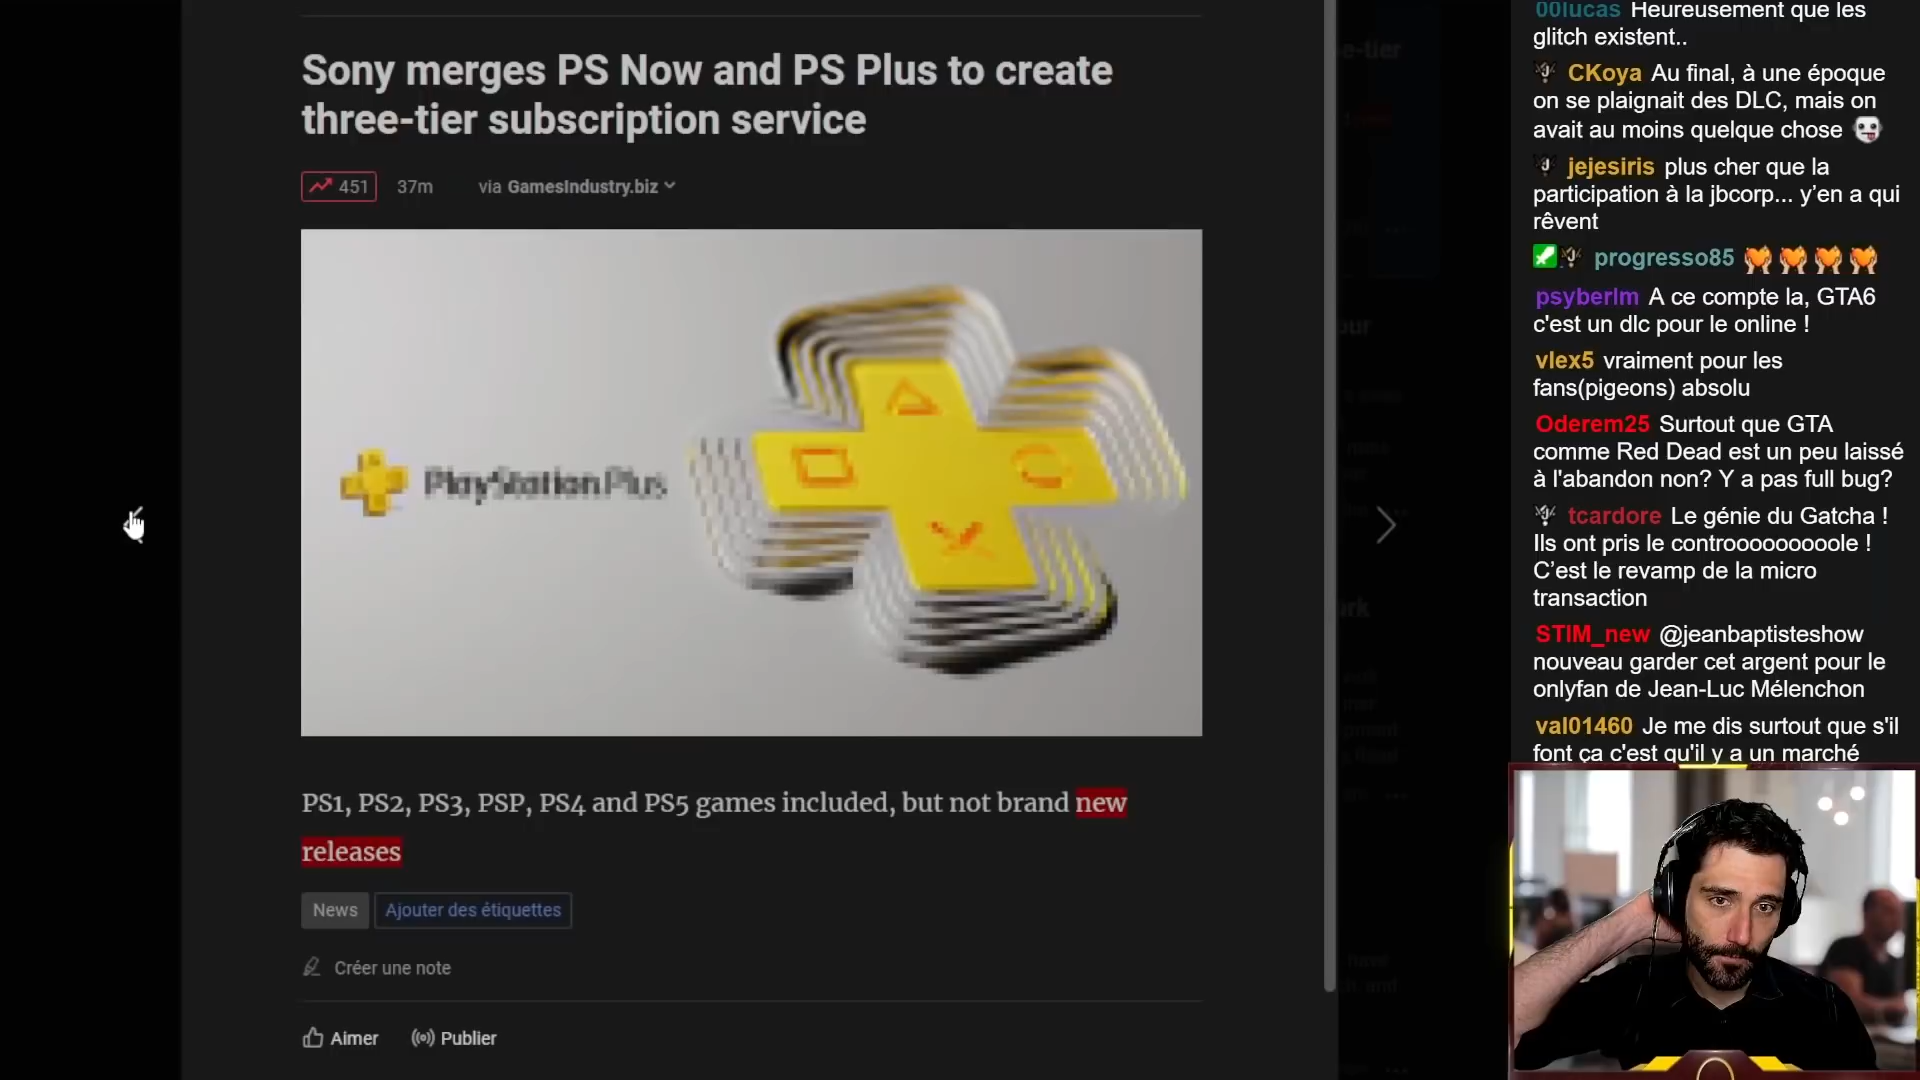 Sony merges PS Now and PS Plus to create
three-tier subscription service
451 37m via GamesIndustry.biz
PlayStation Plus
PS1, PS2, PS3, PSP, PS4 and PS5 games included, but not brand new
releases
News Ajouter des étiquettes
Créer une note
Aimer Publier
00lucas Heureusement que les
glitch existent..
CKoya Au final, à une époque
on se plaignait des DLC, mais on
avait au moins quelque chose
jejesiris plus cher que la
participation à la jbcorp... y’en a qui
rêvent
progresso85
psyberlm A ce compte la, GTA6
c'est un dlc pour le online !
vlex5 vraiment pour les
fans(pigeons) absolu
Oderem25 Surtout que GTA
comme Red Dead est un peu laissé
à l'abandon non? Y a pas full bug?
tcardore Le génie du Gatcha !
Ils ont pris le controoooooooole !
C’est le revamp de la micro
transaction
STIM_new @jeanbaptisteshow
nouveau garder cet argent pour le
onlyfan de Jean-Luc Mélenchon
val01460 Je me dis surtout que s'il
font ça c'est qu'il y a un marché